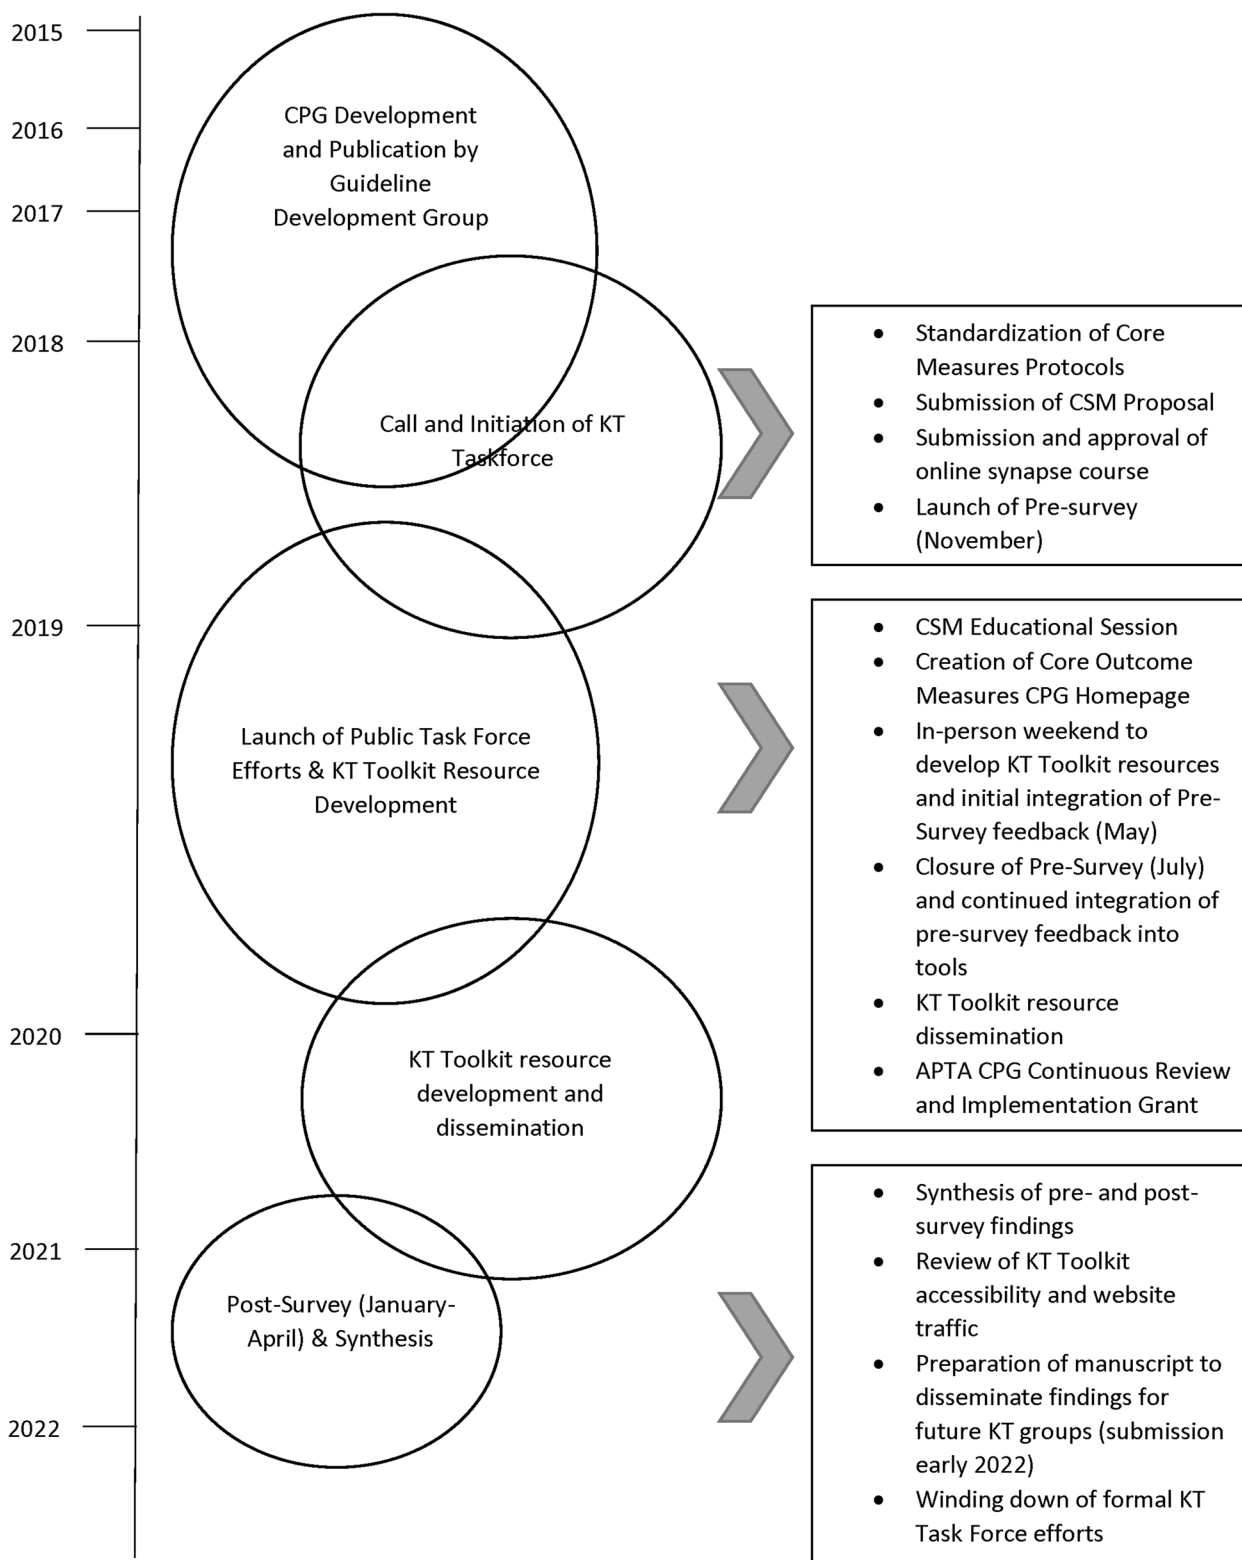 2015
2016
2017
2018
2019
2020
2021
2022
CPG Development
and Publication by
Guideline
Development Group
Call and Initiation of KT
Taskforce
Launch of Public Task Force
Efforts & KT Toolkit Resource
Development
KT Toolkit resource
development and
dissemination
Post-Survey (January-
April) & Synthesis
• Standardization of Core
Measures Protocols
• Submission of CSM Proposal
• Submission and approval of
online synapse course
• Launch of Pre-survey
(November)
• CSM Educational Session
• Creation of Core Outcome
Measures CPG Homepage
• In-person weekend to
develop KT Toolkit resources
and initial integration of Pre-
Survey feedback (May)
• Closure of Pre-Survey (July)
and continued integration of
pre-survey feedback into
tools
• KT Toolkit resource
dissemination
• APTA CPG Continuous Review
and Implementation Grant
• Synthesis of pre- and post-
survey findings
• Review of KT Toolkit
accessibility and website
traffic
• Preparation of manuscript to
disseminate findings for
future KT groups (submission
early 2022)
• Winding down of formal KT
Task Force efforts